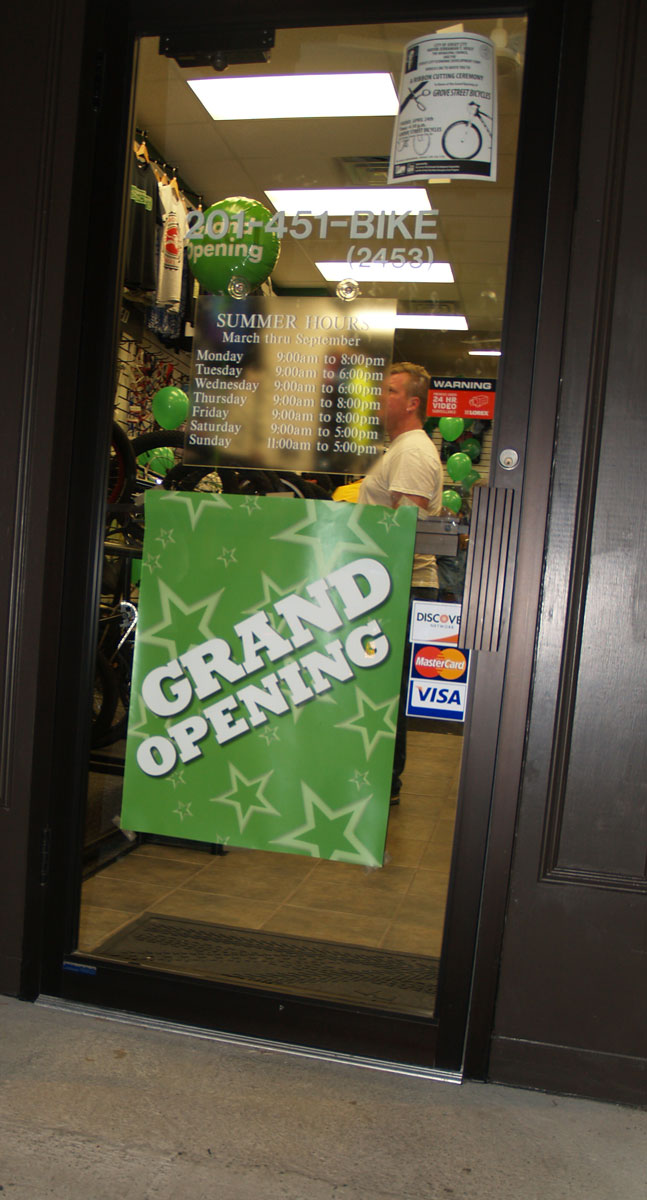 A RIBBON CUTTING CEREMONY
GROVE STREET BICYCLES
201-451-BIKE
(2453)
Opening
SUMMER HOURS
March thru September
Monday 9:00am to 8:00pm
Tuesday 9:00am to 6:00pm
Wednesday 9:00am to 6:00pm
Thursday 9:00am to 8:00pm
Friday 9:00am to 8:00pm
Saturday 9:00am to 5:00pm
Sunday 11:00am to 5:00pm
WARNING
24 HR
VIDEO
LOREX
GRAND
OPENING
DISCOVE
NETWORK
MasterCard
VISA